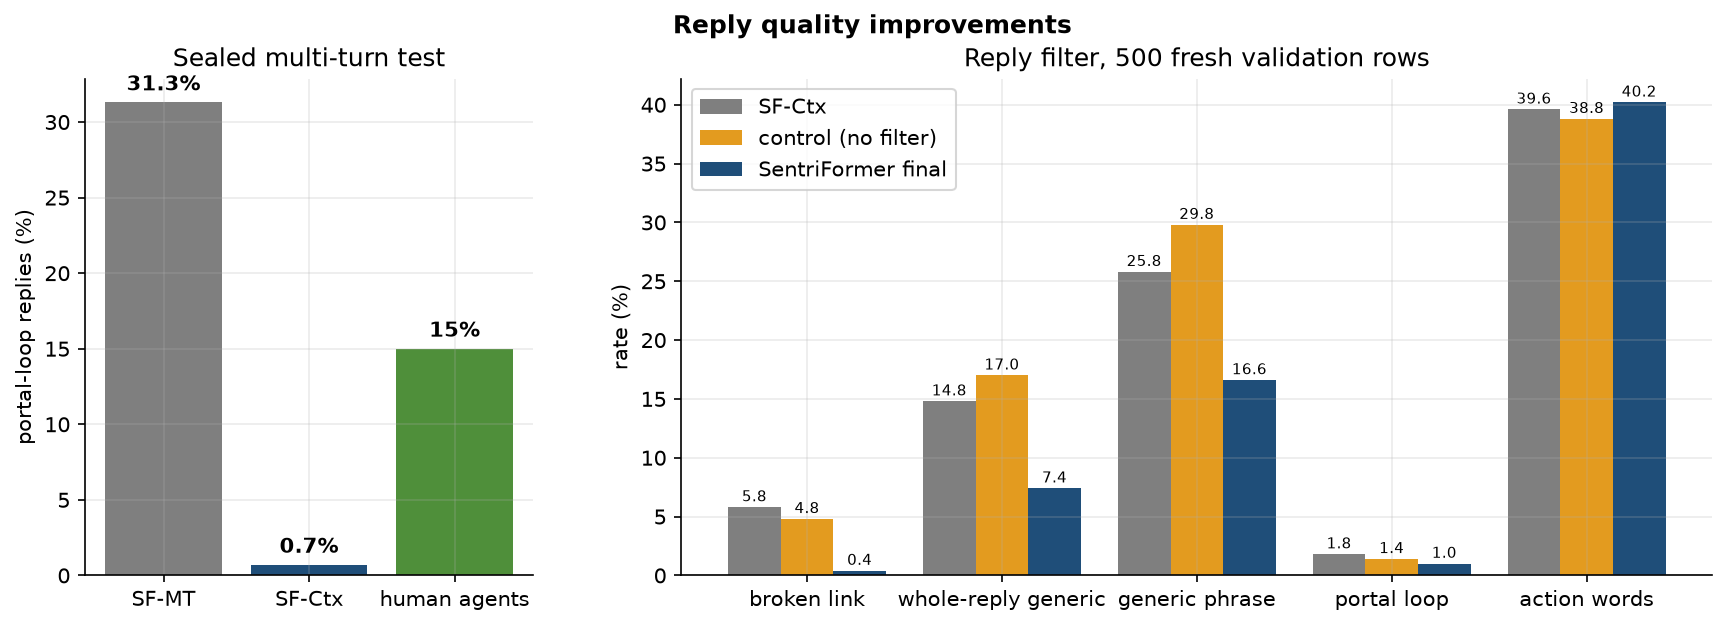 Reply quality improvements
Sealed multi-turn test
portal-loop replies (%)
30
25
20
15
10
5
0
31.3%
0.7%
15%
SF-MT
SF-Ctx
human agents
Reply filter, 500 fresh validation rows
rate (%)
40
35
30
25
20
15
10
5
0
SF-Ctx
control (no filter)
SentriFormer final
5.8
4.8
0.4
14.8
17.0
7.4
25.8
29.8
16.6
1.8
1.4
1.0
39.6
38.8
40.2
broken link
whole-reply generic
generic phrase
portal loop
action words